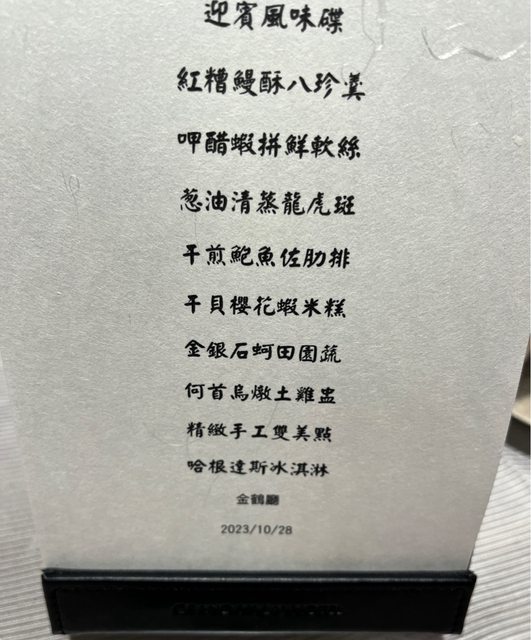 迎賓風味碟
紅糟鰻酥八珍羹
呷醋蝦拼鮮軟絲
蔥油清蒸龍虎斑
干煎鮑魚佐肋排
干貝櫻花蝦米糕
金銀石蚵田園蔬
何首烏燉土雞盅
精緻手工雙美點
哈根達斯冰淇淋
金鶴廳
2023/10/28